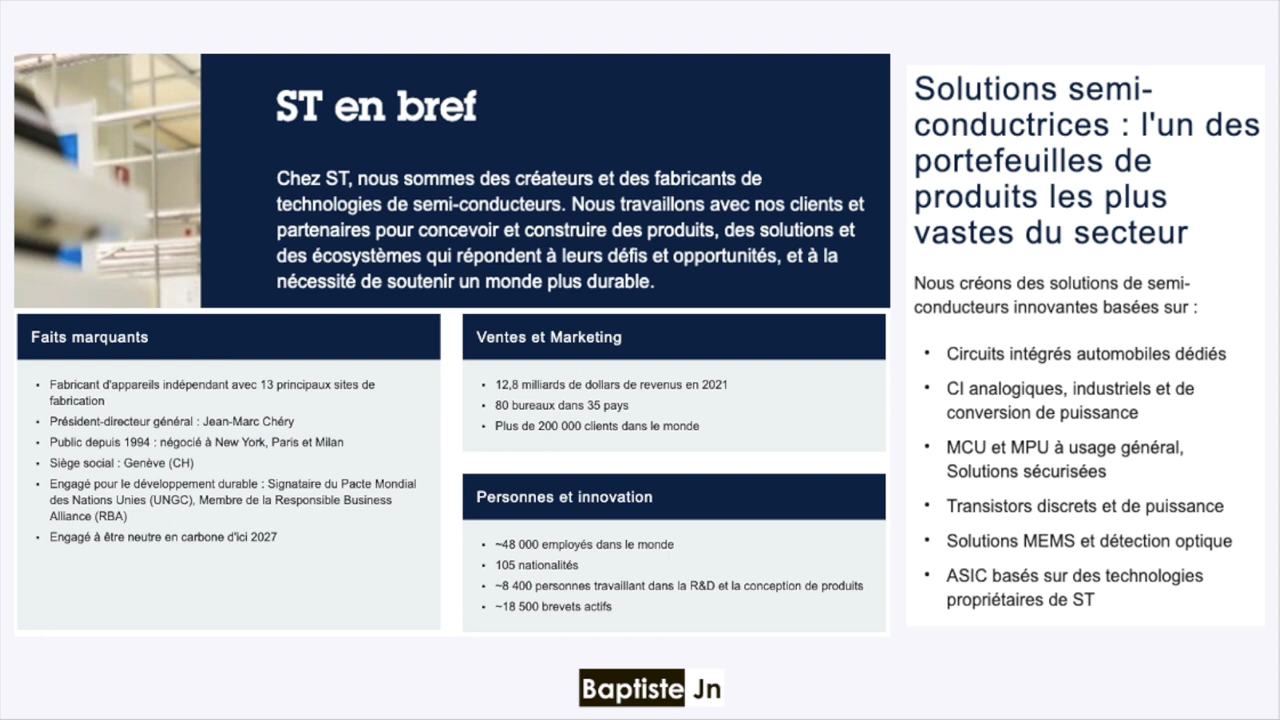 ST en bref
Chez ST, nous sommes des créateurs et des fabricants de
technologies de semi-conducteurs. Nous travaillons avec nos clients et
partenaires pour concevoir et construire des produits, des solutions et
des écosystèmes qui répondent à leurs défis et opportunités, et à la
nécessité de soutenir un monde plus durable.
Faits marquants
• Fabricant d'appareils indépendant avec 13 principaux sites de
fabrication
• Président-directeur général : Jean-Marc Chéry
• Public depuis 1994 : négocié à New York, Paris et Milan
• Siège social : Genève (CH)
• Engagé pour le développement durable : Signataire du Pacte Mondial
des Nations Unies (UNGC), Membre de la Responsible Business
Alliance (RBA)
• Engagé à être neutre en carbone d'ici 2027
Ventes et Marketing
• 12,8 milliards de dollars de revenus en 2021
• 80 bureaux dans 35 pays
• Plus de 200 000 clients dans le monde
Personnes et innovation
• ~48 000 employés dans le monde
• 105 nationalités
• ~8 400 personnes travaillant dans la R&D et la conception de produits
• ~18 500 brevets actifs
Solutions semi-
conductrices : l'un des
portefeuilles de
produits les plus
vastes du secteur
Nous créons des solutions de semi-
conducteurs innovantes basées sur :
• Circuits intégrés automobiles dédiés
• CI analogiques, industriels et de
conversion de puissance
• MCU et MPU à usage général,
Solutions sécurisées
• Transistors discrets et de puissance
• Solutions MEMS et détection optique
• ASIC basés sur des technologies
propriétaires de ST
Baptiste Jn